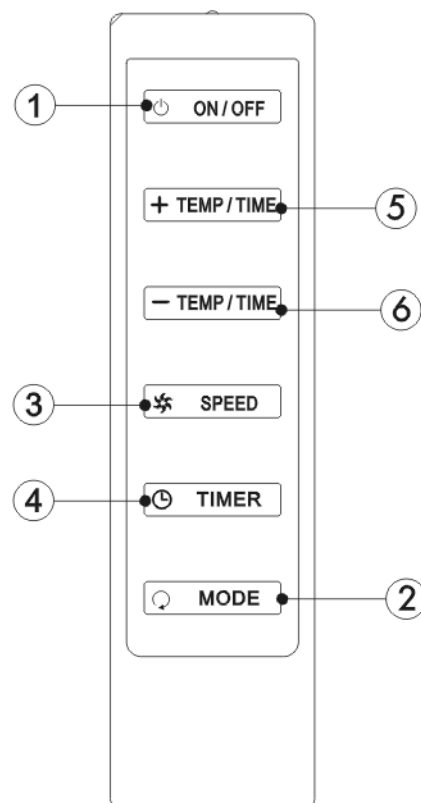 1 ON / OFF
+ TEMP / TIME 5
− TEMP / TIME 6
3 SPEED
4 TIMER
MODE 2